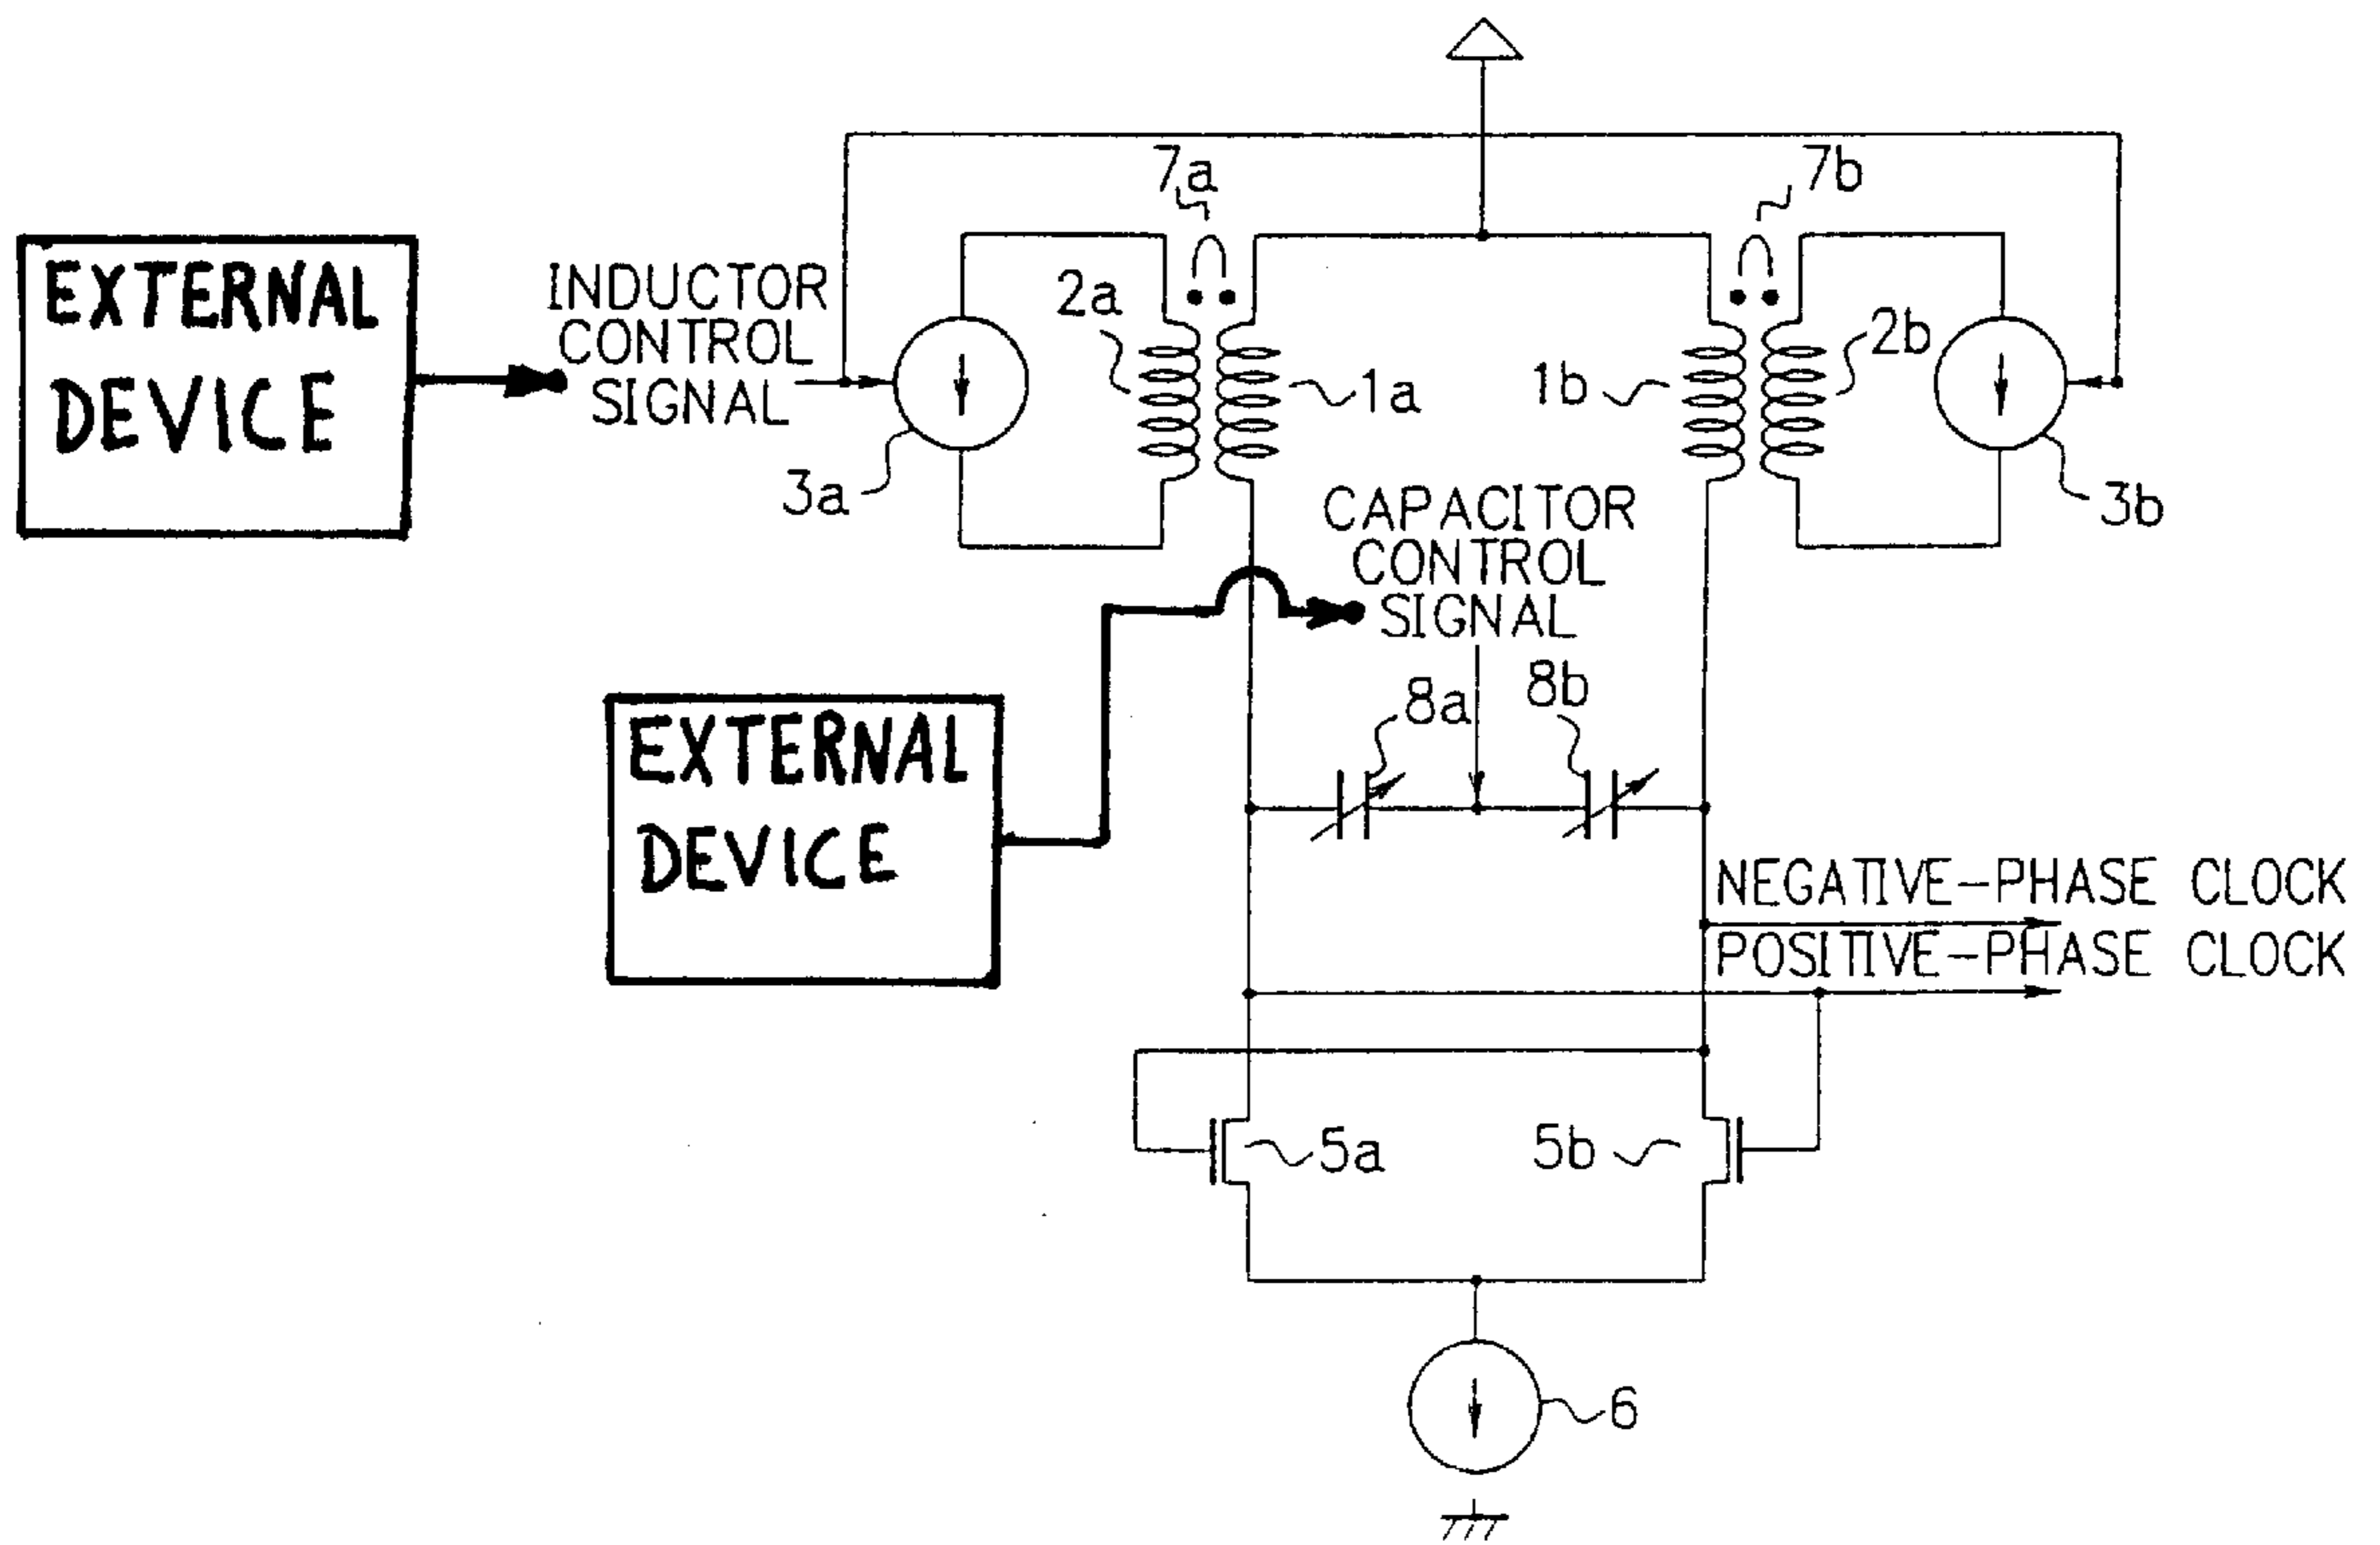 7a
7b
EXTERNAL
DEVICE
INDUCTOR
CONTROL
SIGNAL
2a
1a
1b
2b
3a
3b
CAPACITOR
CONTROL
SIGNAL
EXTERNAL
DEVICE
8a
8b
NEGATIVE-PHASE CLOCK
POSITIVE-PHASE CLOCK
5a
5b
6